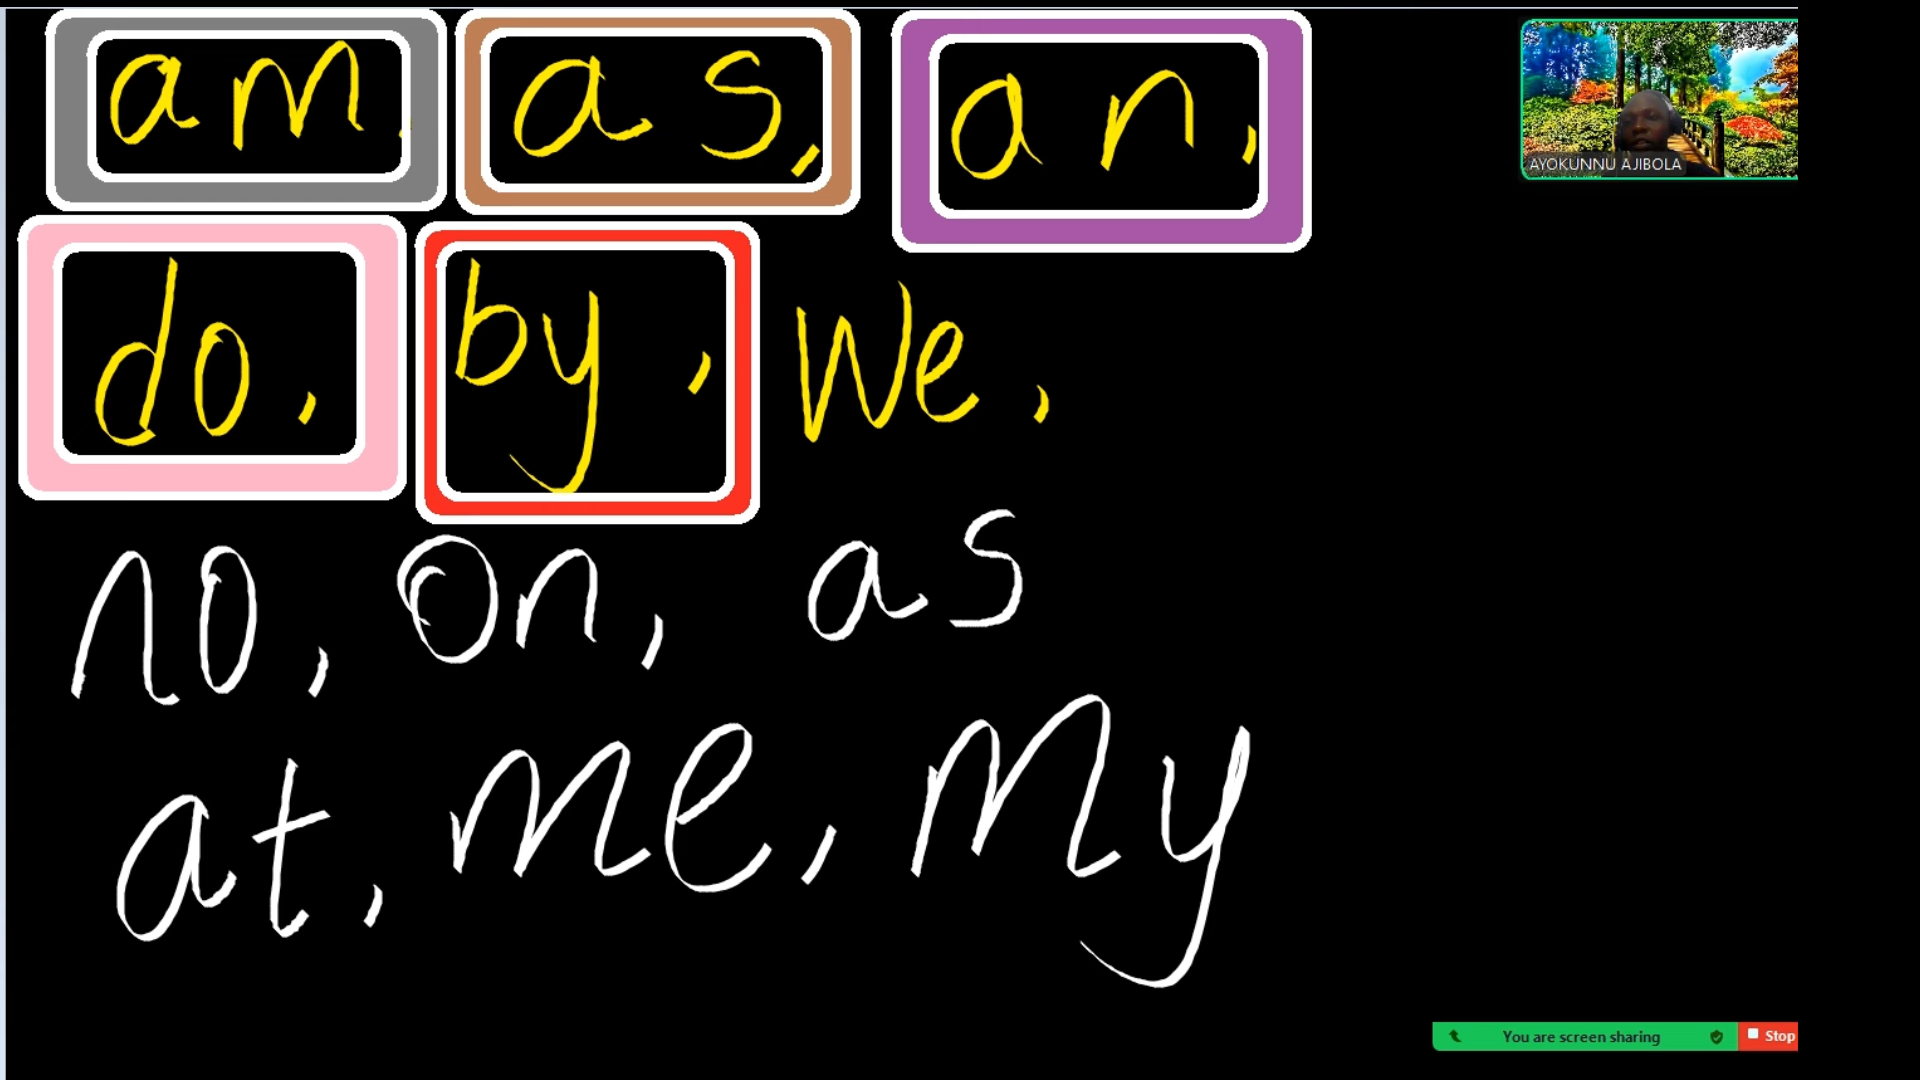 am, as, an,
AYOKUNNU AJIBOLA
do, by, We,
no, on, as
at, me, my
You are screen sharing
Stop